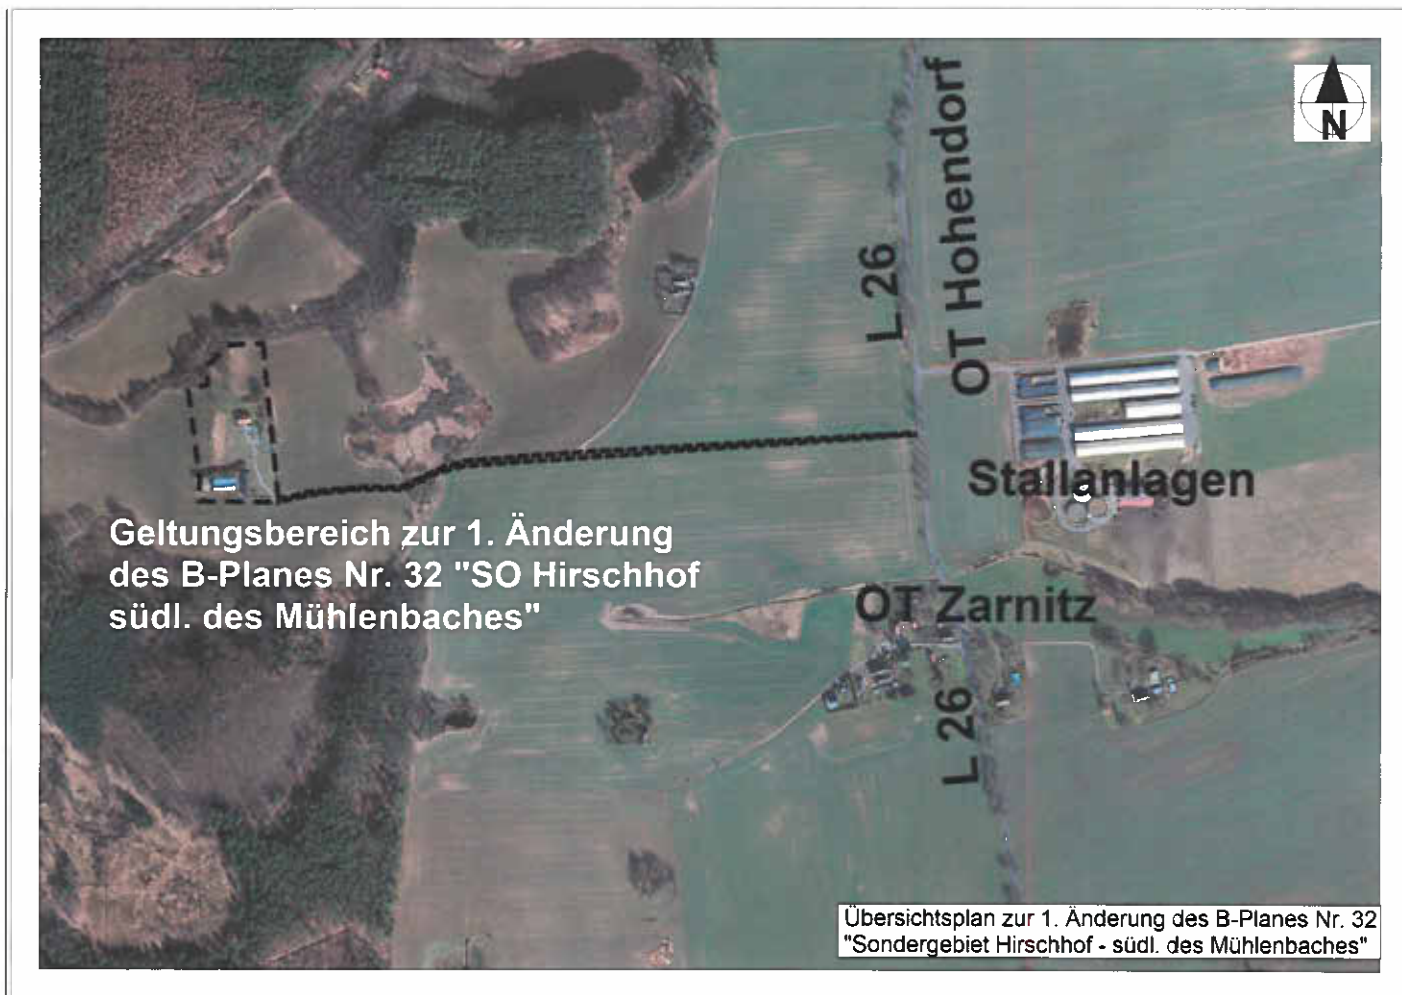 N
OT Hohendorf
L 26
Stallanlagen
Geltungsbereich zur 1. Änderung
des B-Planes Nr. 32 "SO Hirschhof
südl. des Mühlenbaches"
OT Zarnitz
L 26
Übersichtsplan zur 1. Änderung des B-Planes Nr. 32
"Sondergebiet Hirschhof - südl. des Mühlenbaches"